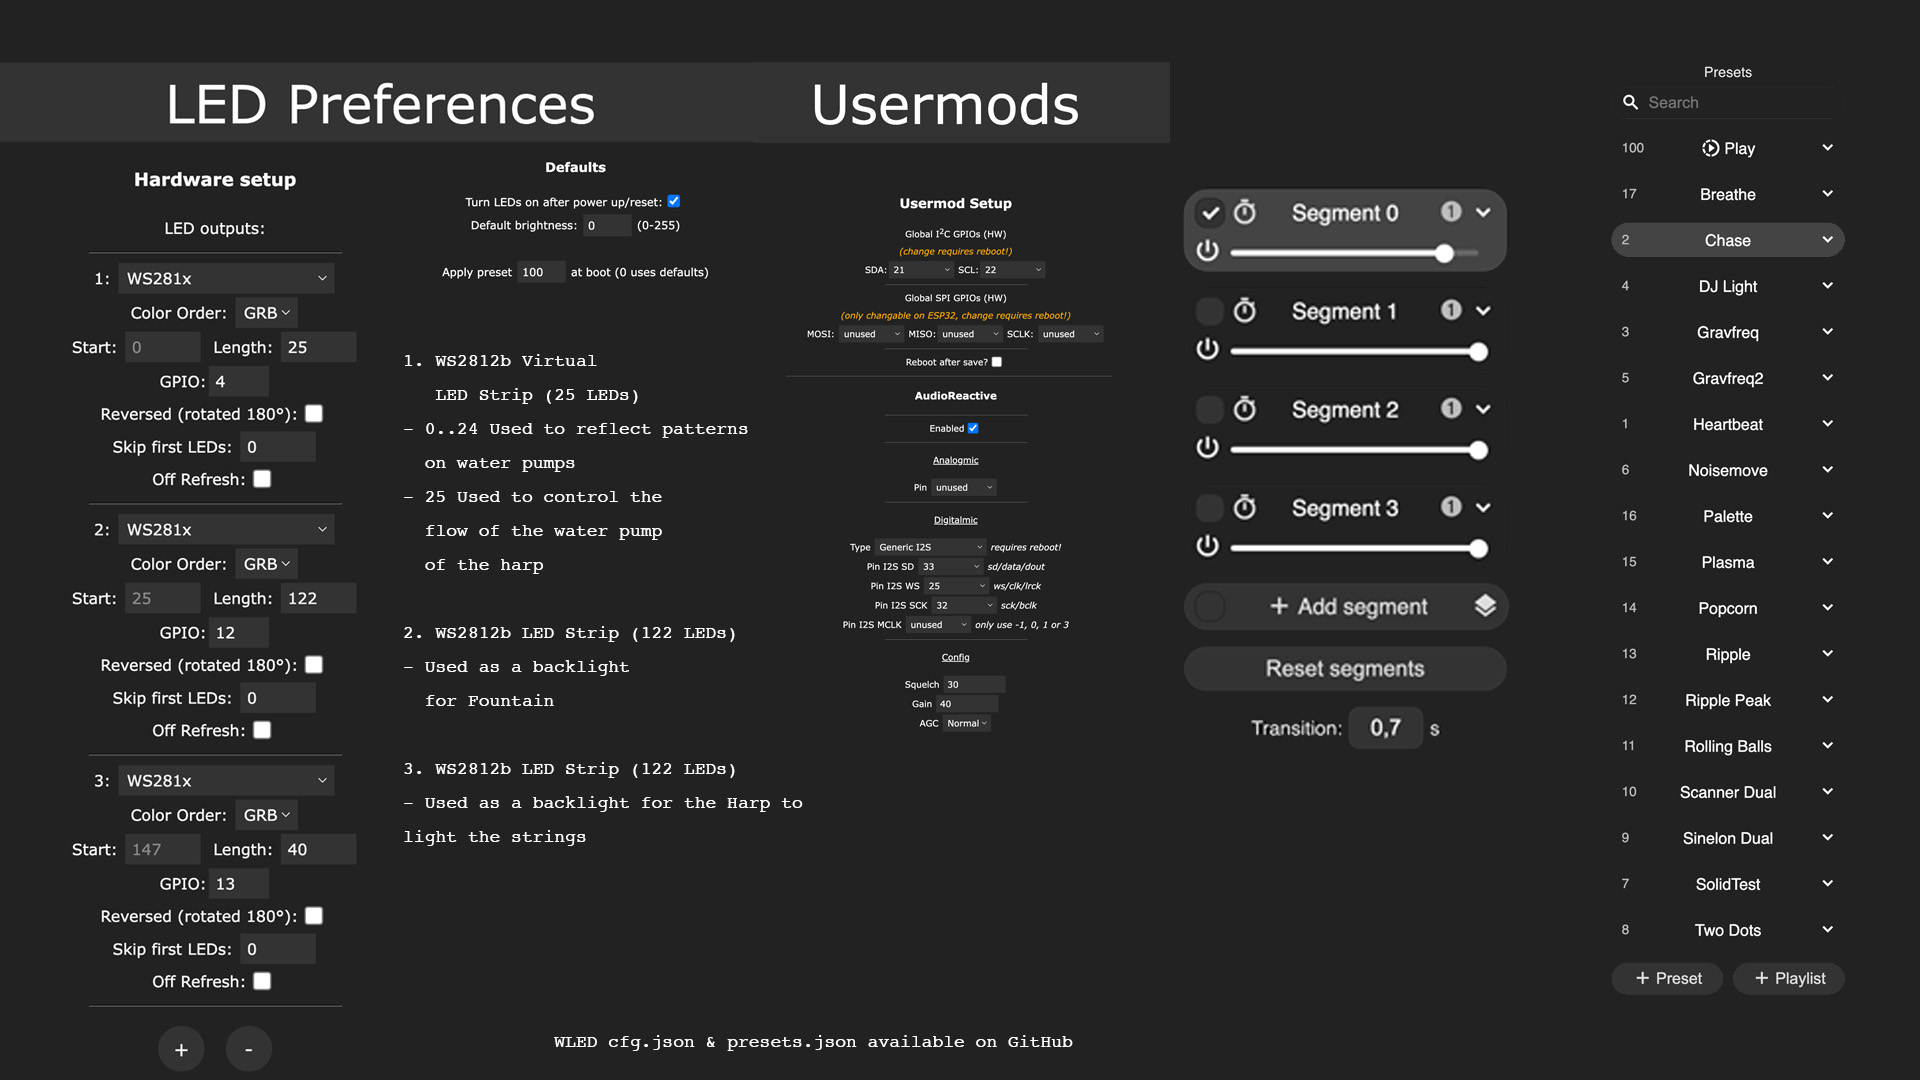 LED Preferences
Usermods
Hardware setup
LED outputs:
1: WS281x
Color Order: GRB
Start: 0 Length: 25
GPIO: 4
Reversed (rotated 180°):
Skip first LEDs: 0
Off Refresh:
2: WS281x
Color Order: GRB
Start: 25 Length: 122
GPIO: 12
Reversed (rotated 180°):
Skip first LEDs: 0
Off Refresh:
3: WS281x
Color Order: GRB
Start: 147 Length: 40
GPIO: 13
Reversed (rotated 180°):
Skip first LEDs: 0
Off Refresh:
+ -
Defaults
Turn LEDs on after power up/reset:
Default brightness: 0 (0-255)
Apply preset 100 at boot (0 uses defaults)
1. WS2812b Virtual
LED Strip (25 LEDs)
- 0..24 Used to reflect patterns
on water pumps
- 25 Used to control the
flow of the water pump
of the harp
2. WS2812b LED Strip (122 LEDs)
- Used as a backlight
for Fountain
3. WS2812b LED Strip (122 LEDs)
- Used as a backlight for the Harp to
light the strings
Usermod Setup
Global I²C GPIOs (HW)
(change requires reboot!)
SDA: 21 SCL: 22
Global SPI GPIOs (HW)
(only changable on ESP32, change requires reboot!)
MOSI: unused MISO: unused SCLK: unused
Reboot after save?
AudioReactive
Enabled
Analogmic
Pin unused
Digitalmic
Type Generic I2S requires reboot!
Pin I2S SD 33 sd/data/dout
Pin I2S WS 25 ws/clk/lrck
Pin I2S SCK 32 sck/bclk
Pin I2S MCLK unused only use -1, 0, 1 or 3
Config
Squelch 30
Gain 40
AGC Normal
Segment 0 1
Segment 1 1
Segment 2 1
Segment 3 1
+ Add segment
Reset segments
Transition: 0,7 s
Presets
Search
100 Play
17 Breathe
2 Chase
4 DJ Light
3 Gravfreq
5 Gravfreq2
1 Heartbeat
6 Noisemove
16 Palette
15 Plasma
14 Popcorn
13 Ripple
12 Ripple Peak
11 Rolling Balls
10 Scanner Dual
9 Sinelon Dual
7 SolidTest
8 Two Dots
+ Preset + Playlist
WLED cfg.json & presets.json available on GitHub